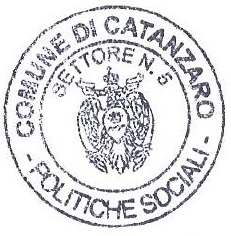 COMUNE DI CATANZARO
SETTORE N. 5
- POLITICHE SOCIALI -